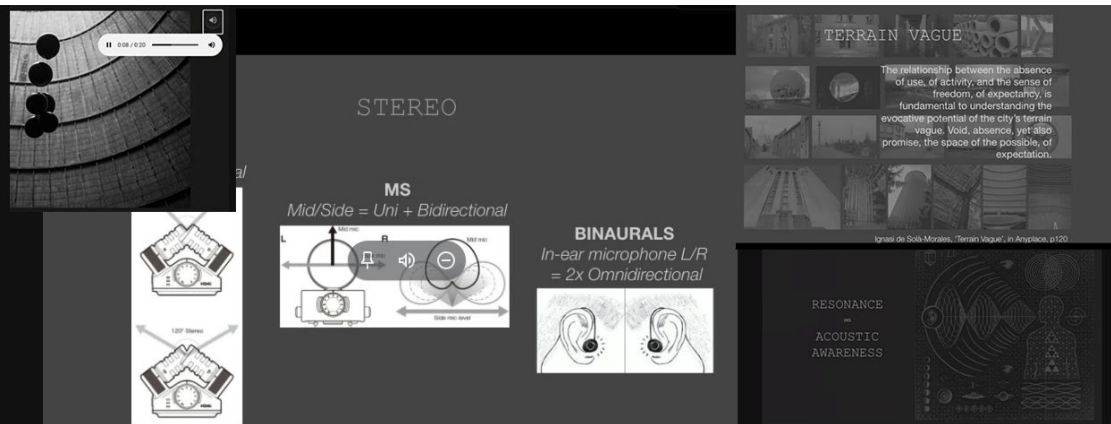 0:08 / 0:20
STEREO
al
MS
Mid/Side = Uni + Bidirectional
Mid mic
L
R
Mid mic
Side mic level
120° Stereo
BINAURALS
In-ear microphone L/R
= 2x Omnidirectional
TERRAIN VAGUE
The relationship between the absence
of use, of activity, and the sense of
freedom, of expectancy, is
fundamental to understanding the
evocative potential of the city's terrain
vague. Void, absence, yet also
promise, the space of the possible, of
expectation.
Ignasi de Solà-Morales, 'Terrain Vague', in Anyplace, p120
RESONANCE
=
ACOUSTIC
AWARENESS